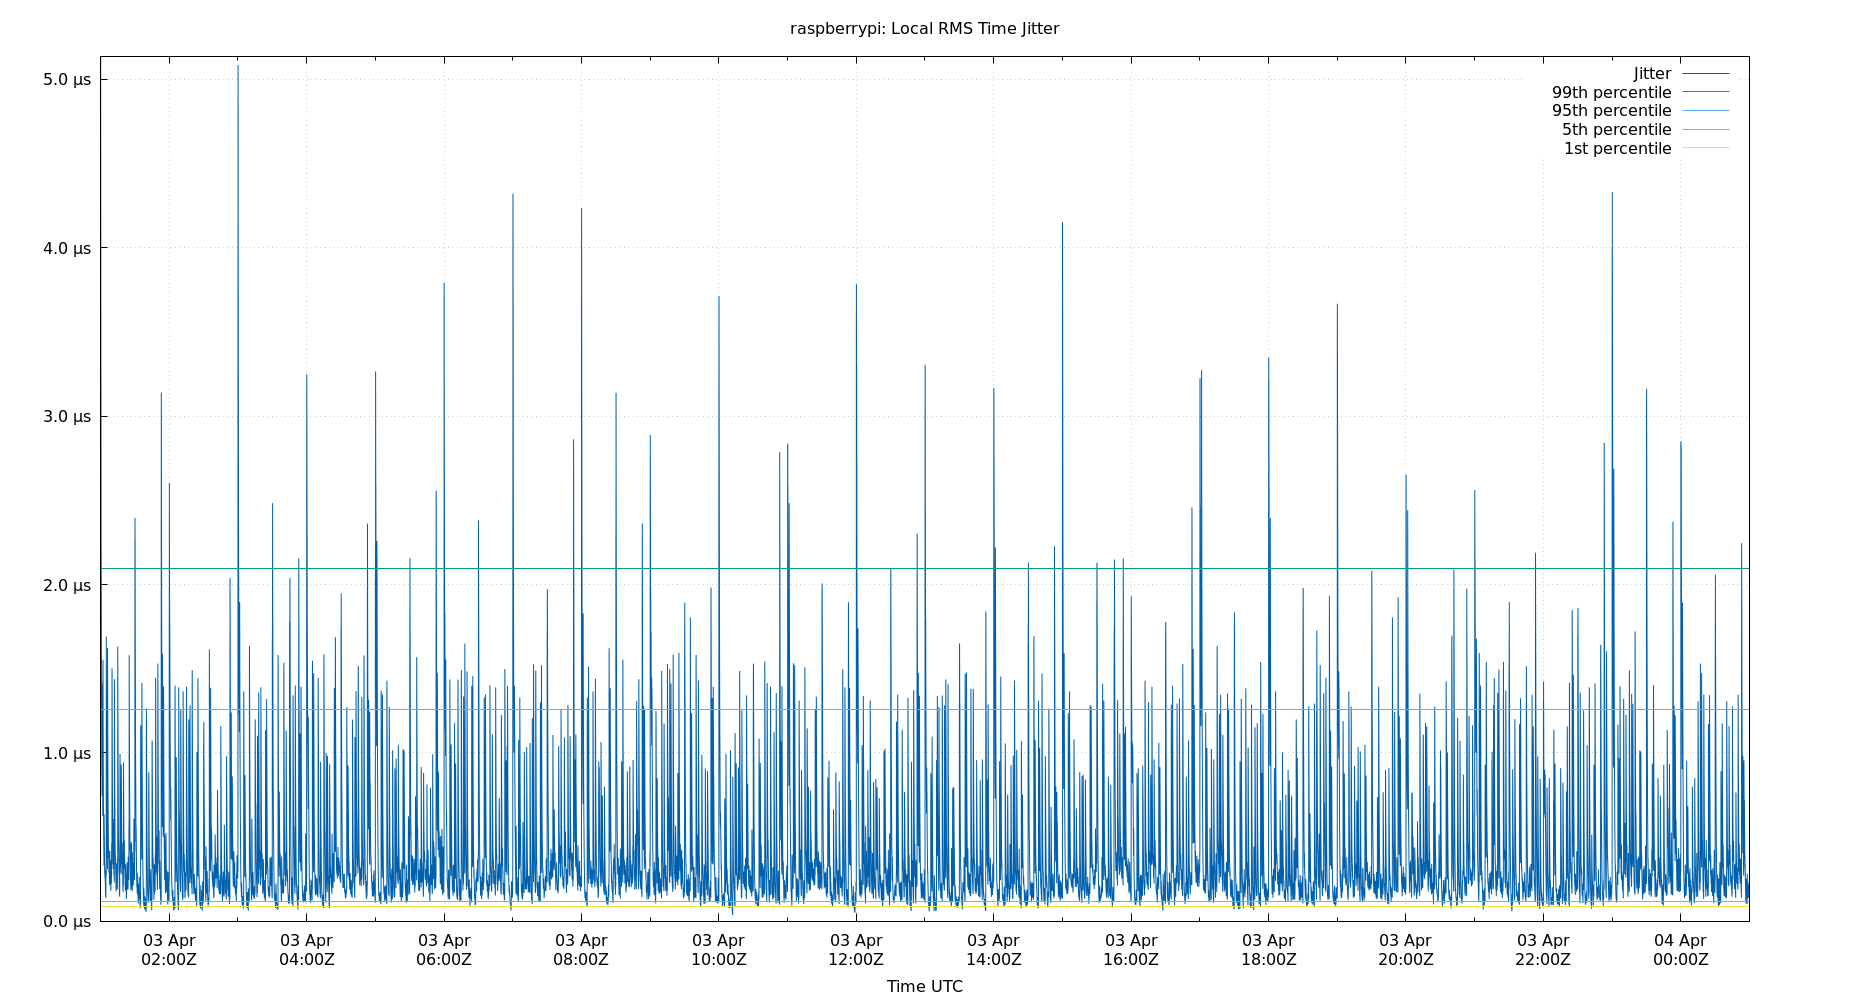 raspberrypi: Local RMS Time Jitter
5.0 µs
4.0 µs
3.0 µs
2.0 µs
1.0 µs
0.0 µs
Jitter
99th percentile
95th percentile
5th percentile
1st percentile
03 Apr 03 Apr 03 Apr 03 Apr 03 Apr 03 Apr 03 Apr 03 Apr 03 Apr 03 Apr 03 Apr 04 Apr
02:00Z 04:00Z 06:00Z 08:00Z 10:00Z 12:00Z 14:00Z 16:00Z 18:00Z 20:00Z 22:00Z 00:00Z
Time UTC